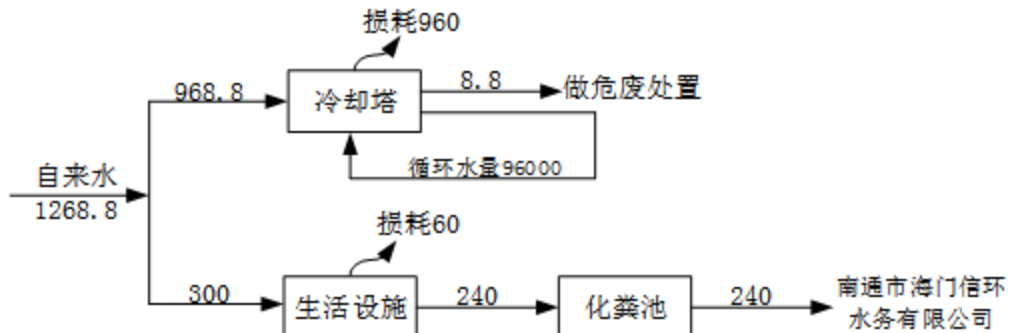 损耗960
968.8
冷却塔
8.8
做危废处置
循环水量96000
自来水
1268.8
损耗60
300
生活设施
240
化粪池
240
南通市海门信环
水务有限公司